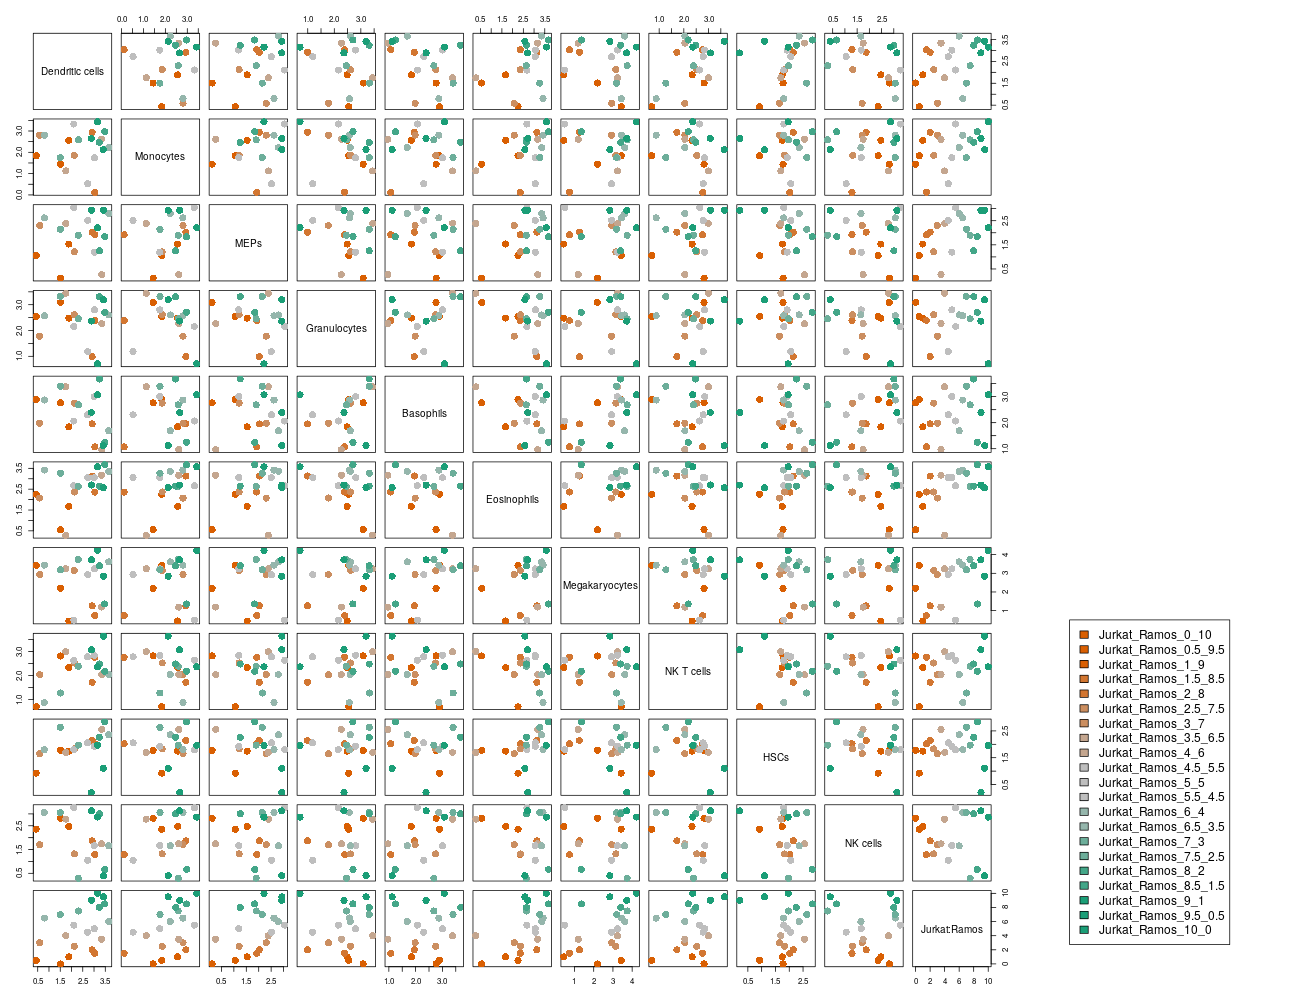 0.0 1.0 2.0 3.0 1.0 2.0 3.0 0.5 1.5 2.5 3.5 1.0 2.0 3.0 0.5 1.5 2.5
Dendritic cells
0.5 1.5 2.5 3.5
0.0 1.0 2.0 3.0
Monocytes
MEPs
0.5 1.5 2.5
1.0 2.0 3.0
Granulocytes
Basophils
1.0 2.0 3.0
0.5 1.5 2.5 3.5
Eosinophils
Megakaryocytes
1 2 3 4
1.0 2.0 3.0
NK T cells
HSCs
0.5 1.5 2.5
0.5 1.5 2.5
NK cells
Jurkat:Ramos
0 2 4 6 8 10
0.5 1.5 2.5 3.5 0.5 1.5 2.5 1.0 2.0 3.0 1 2 3 4 0.5 1.5 2.5 0 2 4 6 8 10
Jurkat_Ramos_0_10
Jurkat_Ramos_0.5_9.5
Jurkat_Ramos_1_9
Jurkat_Ramos_1.5_8.5
Jurkat_Ramos_2_8
Jurkat_Ramos_2.5_7.5
Jurkat_Ramos_3_7
Jurkat_Ramos_3.5_6.5
Jurkat_Ramos_4_6
Jurkat_Ramos_4.5_5.5
Jurkat_Ramos_5_5
Jurkat_Ramos_5.5_4.5
Jurkat_Ramos_6_4
Jurkat_Ramos_6.5_3.5
Jurkat_Ramos_7_3
Jurkat_Ramos_7.5_2.5
Jurkat_Ramos_8_2
Jurkat_Ramos_8.5_1.5
Jurkat_Ramos_9_1
Jurkat_Ramos_9.5_0.5
Jurkat_Ramos_10_0